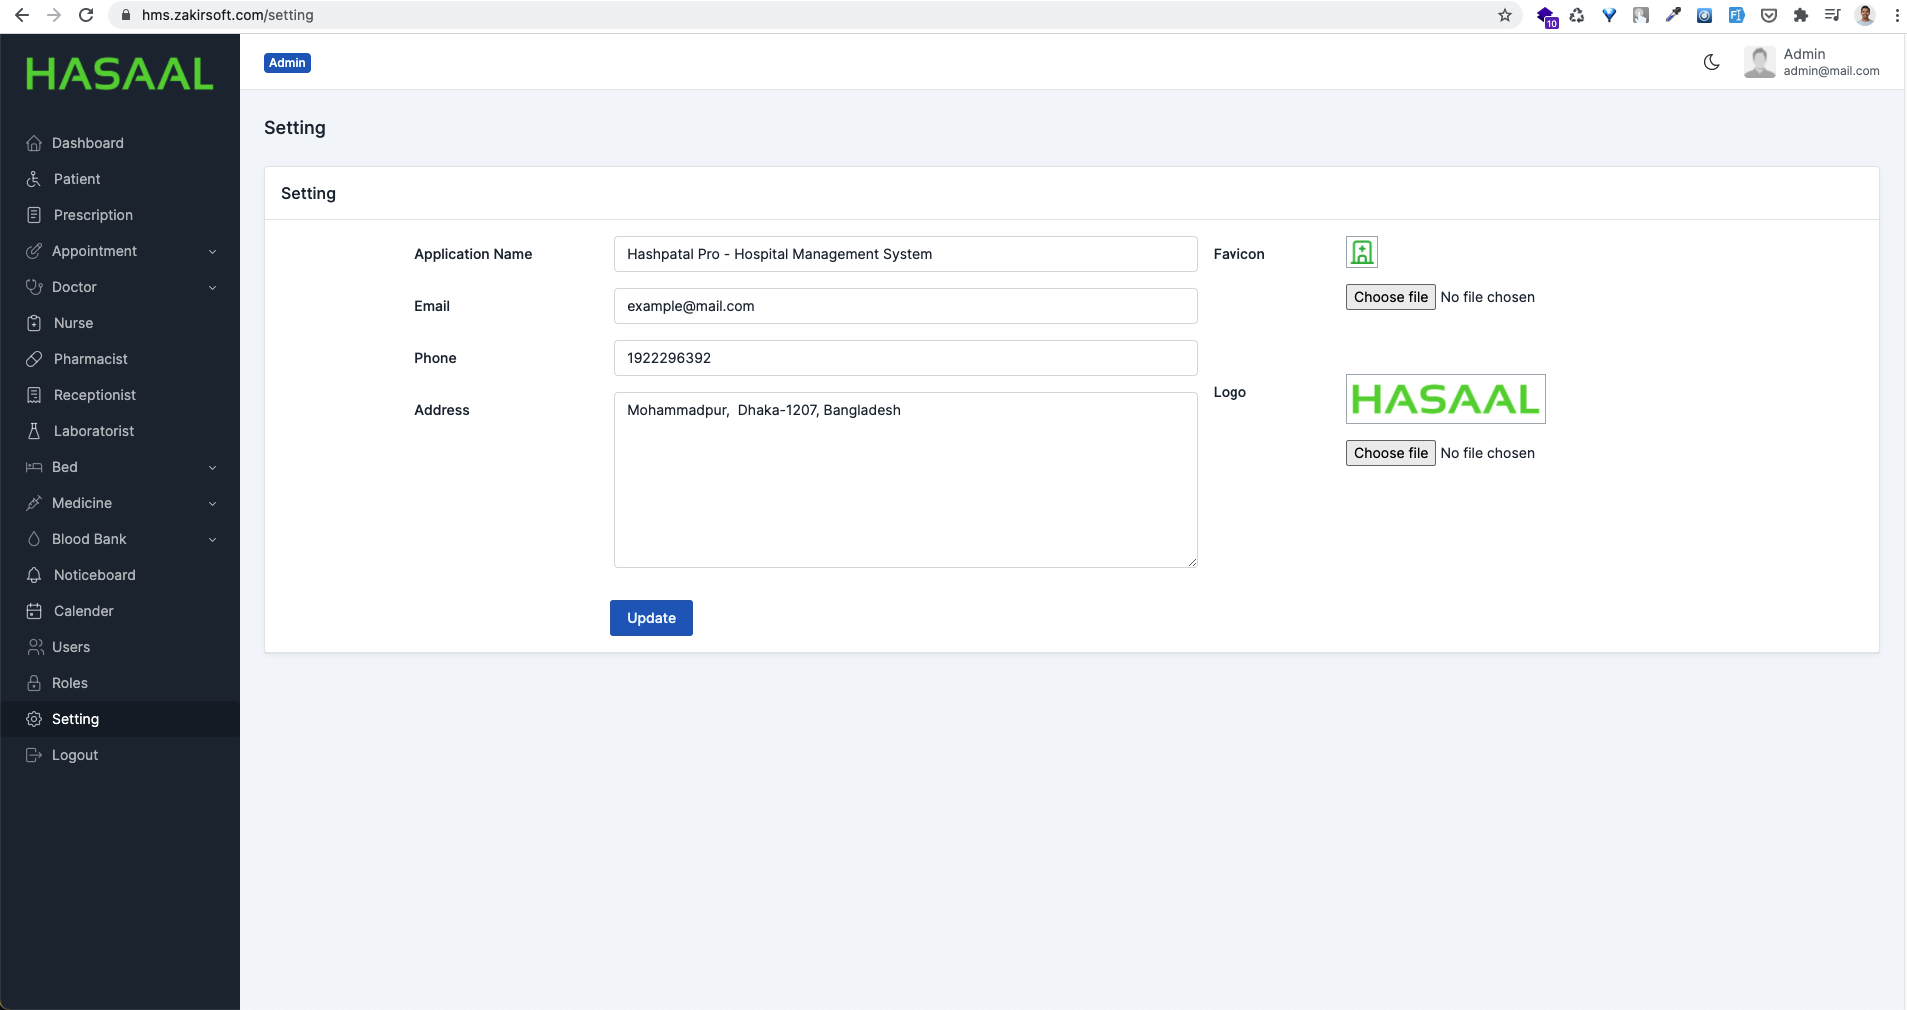 hms.zakirsoft.com/setting
10
HASAAL
Admin
Admin
admin@mail.com
Dashboard
Patient
Prescription
Appointment
Doctor
Nurse
Pharmacist
Receptionist
Laboratorist
Bed
Medicine
Blood Bank
Noticeboard
Calender
Users
Roles
Setting
Logout
Setting
Setting
Application Name
Hashpatal Pro - Hospital Management System
Email
example@mail.com
Phone
1922296392
Address
Mohammadpur,  Dhaka-1207, Bangladesh
Update
Favicon
Choose file No file chosen
Logo
HASAAL
Choose file No file chosen